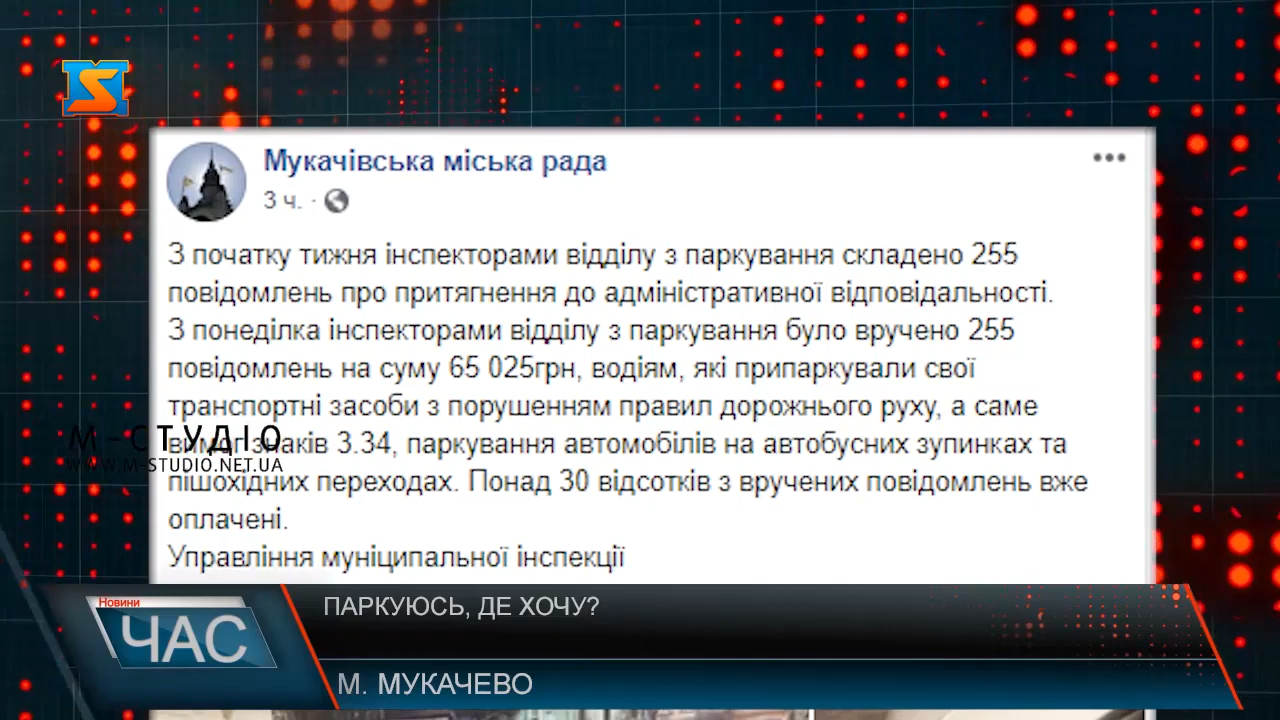 Мукачівська міська рада
3 ч. ·
З початку тижня інспекторами відділу з паркування складено 255
повідомлень про притягнення до адміністративної відповідальності.
З понеділка інспекторами відділу з паркування було вручено 255
повідомлень на суму 65 025грн, водіям, які припаркували свої
транспортні засоби з порушенням правил дорожнього руху, а саме
вимог знаків 3.34, паркування автомобілів на автобусних зупинках та
пішохідних переходах. Понад 30 відсотків з вручених повідомлень вже
оплачені.
Управління муніципальної інспекції
М-СТУДІО
WWW.M-STUDIO.NET.UA
Новини
ЧАС
ПАРКУЮСЬ, ДЕ ХОЧУ?
М. МУКАЧЕВО